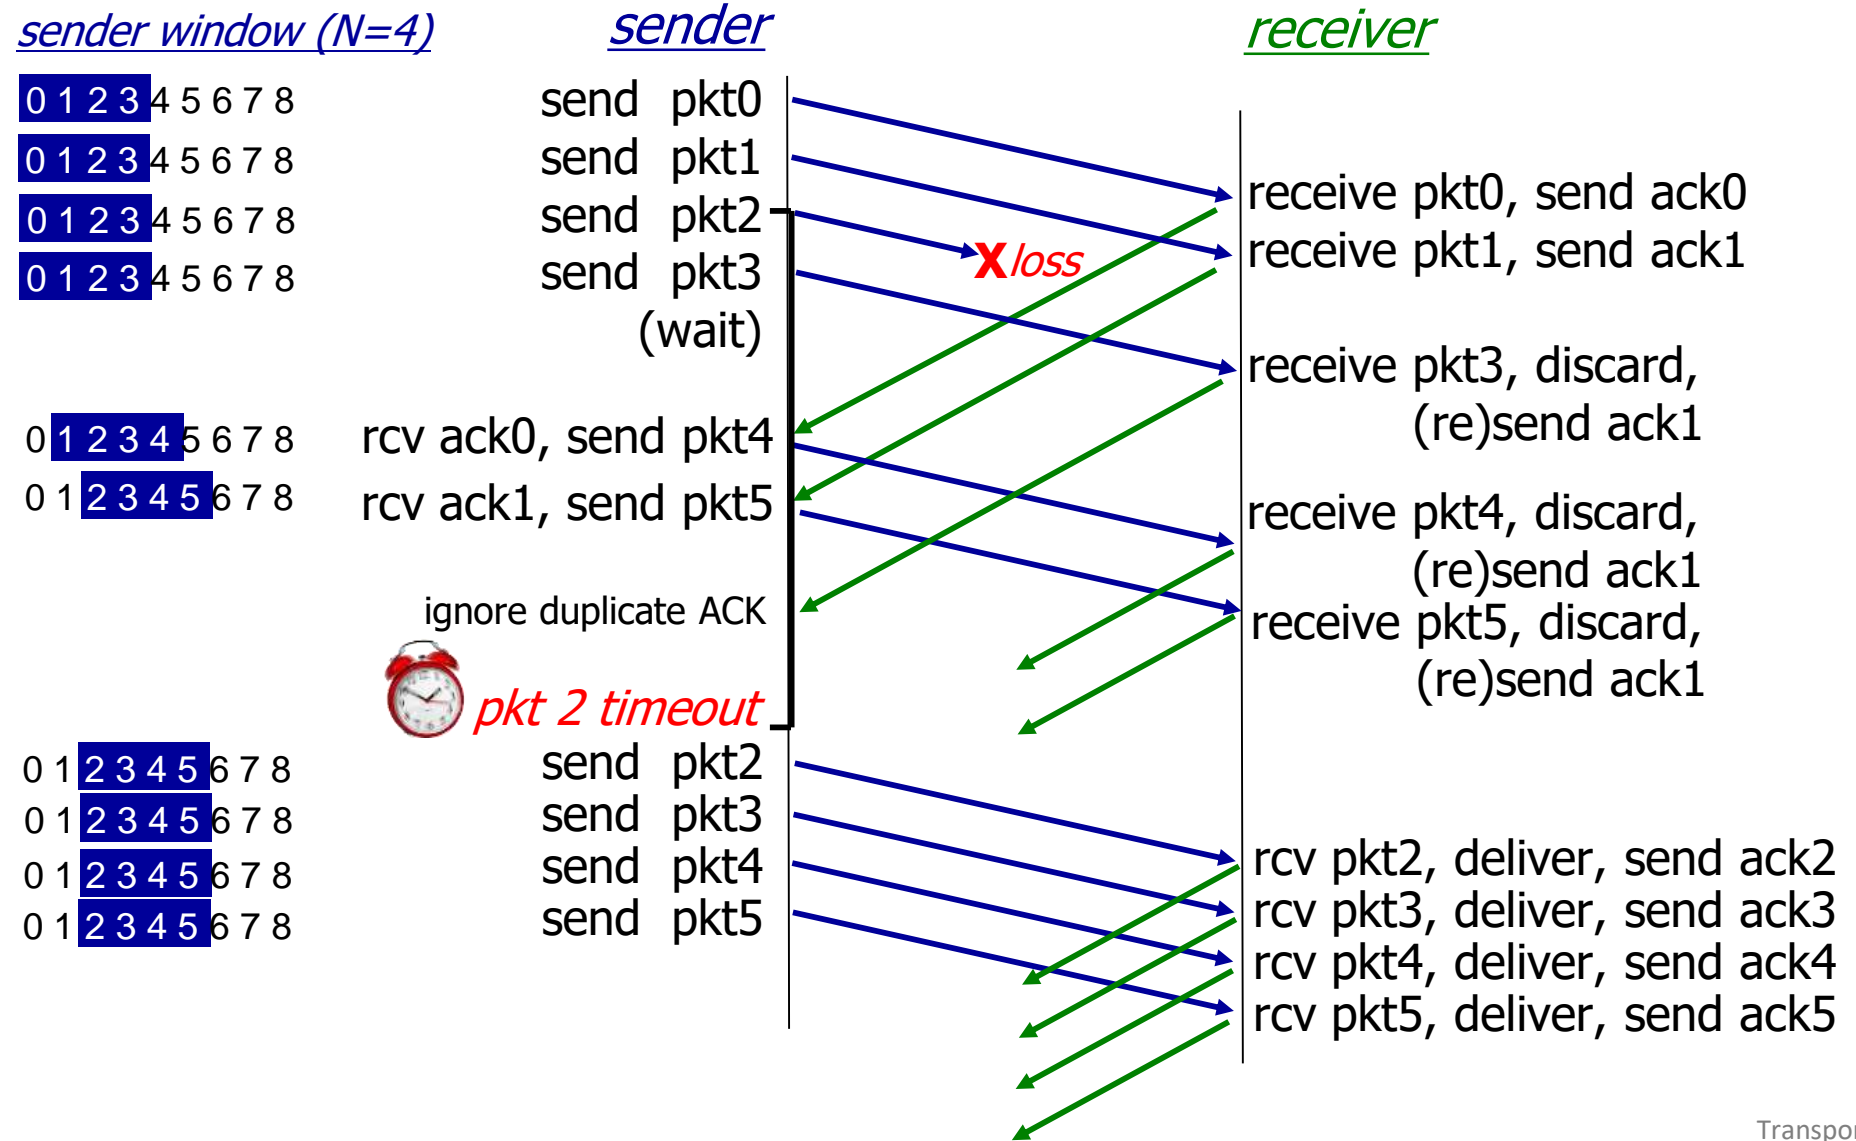 sender window (N=4) sender receiver
0 1 2 3 4 5 6 7 8 send pkt0
0 1 2 3 4 5 6 7 8 send pkt1
receive pkt0, send ack0
0 1 2 3 4 5 6 7 8 send pkt2
X loss
receive pkt1, send ack1
0 1 2 3 4 5 6 7 8 send pkt3
(wait)
receive pkt3, discard,
(re)send ack1
0 1 2 3 4 5 6 7 8 rcv ack0, send pkt4
0 1 2 3 4 5 6 7 8 rcv ack1, send pkt5
receive pkt4, discard,
(re)send ack1
ignore duplicate ACK
receive pkt5, discard,
(re)send ack1
pkt 2 timeout
0 1 2 3 4 5 6 7 8 send pkt2
0 1 2 3 4 5 6 7 8 send pkt3
0 1 2 3 4 5 6 7 8 send pkt4
rcv pkt2, deliver, send ack2
0 1 2 3 4 5 6 7 8 send pkt5
rcv pkt3, deliver, send ack3
rcv pkt4, deliver, send ack4
rcv pkt5, deliver, send ack5